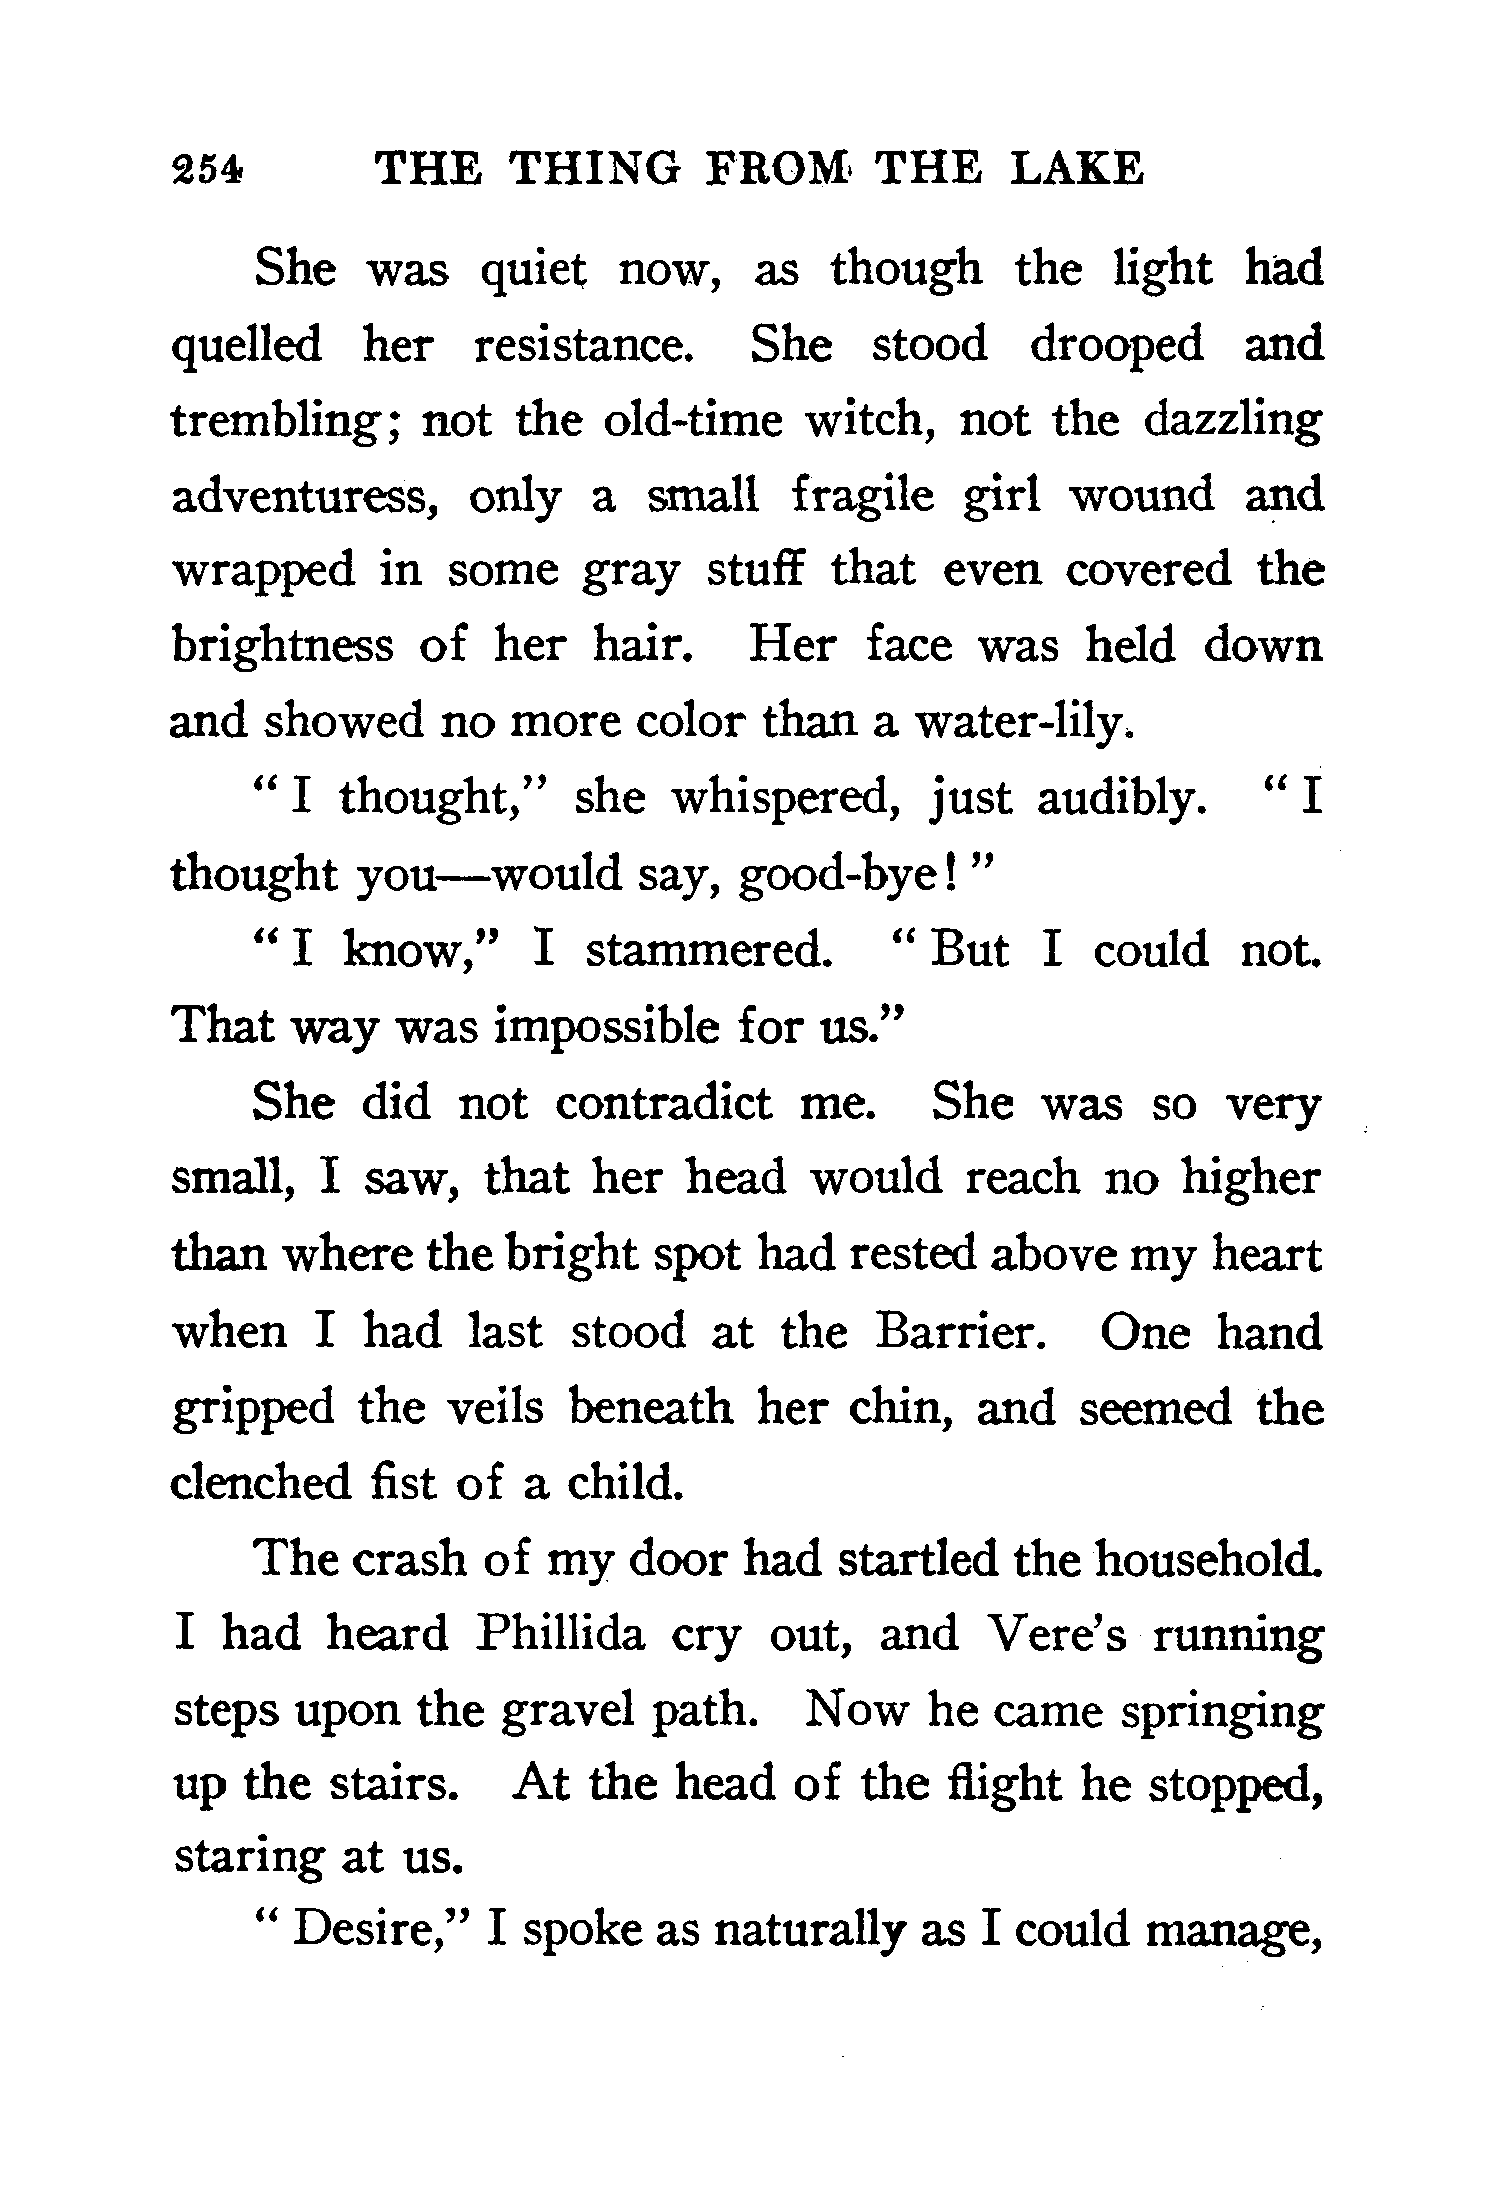 254 THE THING FROM THE LAKE
She was quiet now, as though the light had
quelled her resistance. She stood drooped and
trembling; not the old-time witch, not the dazzling
adventuress, only a small fragile girl wound and
wrapped in some gray stuff that even covered the
brightness of her hair. Her face was held down
and showed no more color than a water-lily.
“ I thought,” she whispered, just audibly. “ I
thought you—would say, good-bye! ”
“ I know,” I stammered. “ But I could not.
That way was impossible for us.”
She did not contradict me. She was so very
small, I saw, that her head would reach no higher
than where the bright spot had rested above my heart
when I had last stood at the Barrier. One hand
gripped the veils beneath her chin, and seemed the
clenched fist of a child.
The crash of my door had startled the household.
I had heard Phillida cry out, and Vere’s running
steps upon the gravel path. Now he came springing
up the stairs. At the head of the flight he stopped,
staring at us.
“ Desire,” I spoke as naturally as I could manage,